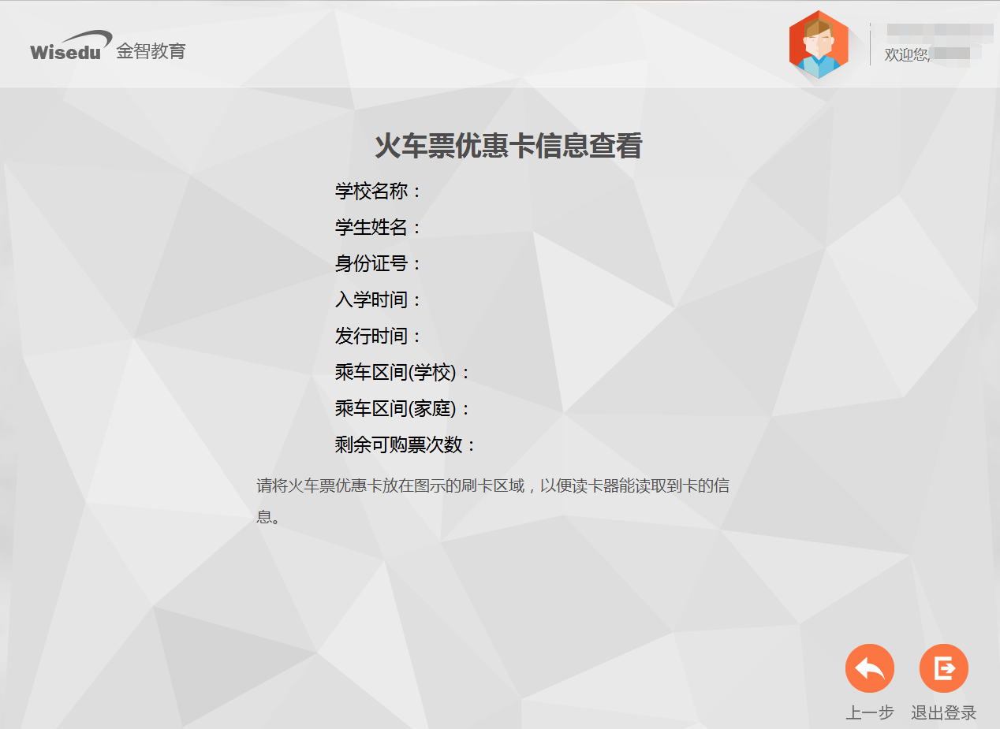 Wisedu 金智教育
欢迎您,
火车票优惠卡信息查看
学校名称：
学生姓名：
身份证号：
入学时间：
发行时间：
乘车区间(学校)：
乘车区间(家庭)：
剩余可购票次数：
请将火车票优惠卡放在图示的刷卡区域，以便读卡器能读取到卡的信
息。
上一步 退出登录